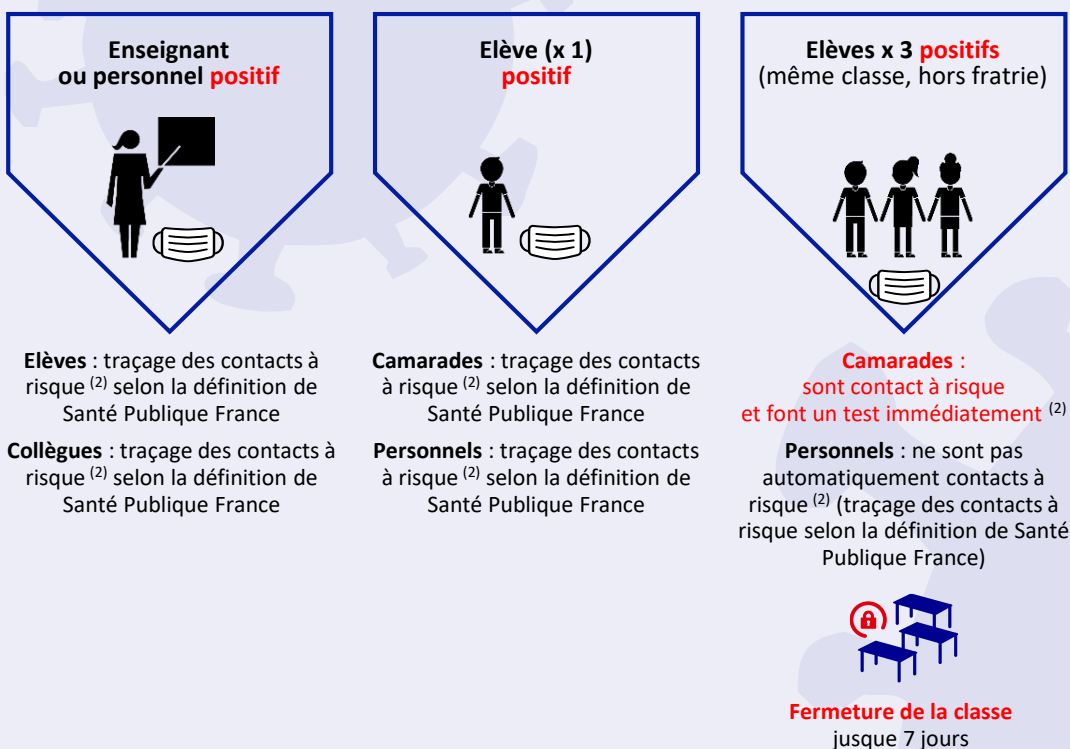 Enseignant
ou personnel positif
Elèves : traçage des contacts à
risque (2) selon la définition de
Santé Publique France
Collègues : traçage des contacts à
risque (2) selon la définition de
Santé Publique France
Elève (x 1)
positif
Camarades : traçage des contacts
à risque (2) selon la définition de
Santé Publique France
Personnels : traçage des contacts
à risque (2) selon la définition de
Santé Publique France
Elèves x 3 positifs
(même classe, hors fratrie)
Camarades :
sont contact à risque
et font un test immédiatement (2)
Personnels : ne sont pas
automatiquement contacts à
risque (2) (traçage des contacts à
risque selon la définition de Santé
Publique France)
Fermeture de la classe
jusque 7 jours